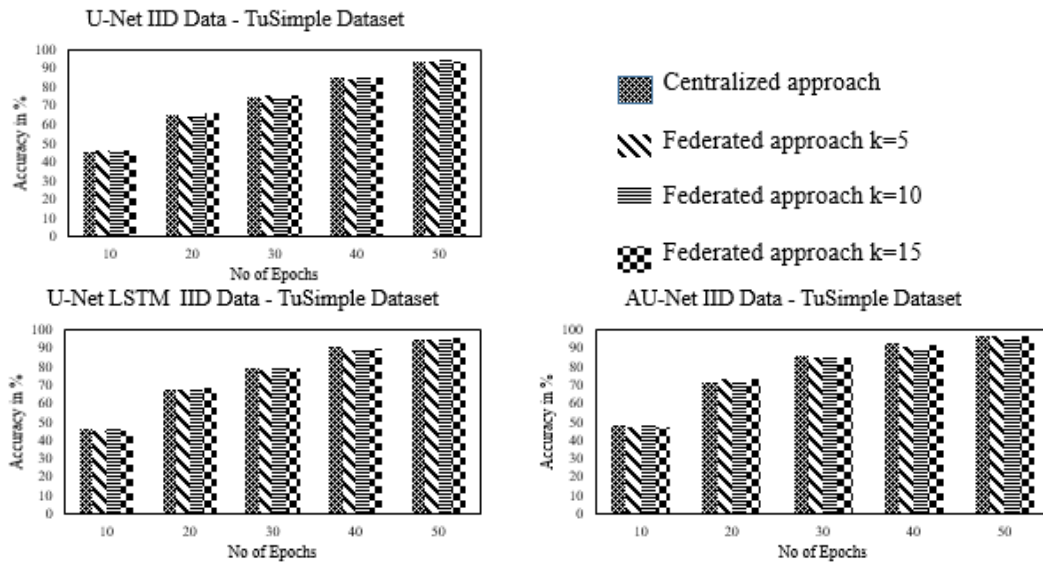 U-Net IID Data - TuSimple Dataset
Accuracy in %
100
90
80
70
60
50
40
30
20
10
0
10 20 30 40 50
No of Epochs
Centralized approach
Federated approach k=5
Federated approach k=10
Federated approach k=15
U-Net LSTM IID Data - TuSimple Dataset
Accuracy in %
100
90
80
70
60
50
40
30
20
10
0
10 20 30 40 50
No of Epochs
AU-Net IID Data - TuSimple Dataset
Accuracy in %
100
90
80
70
60
50
40
30
20
10
0
10 20 30 40 50
No of Epochs